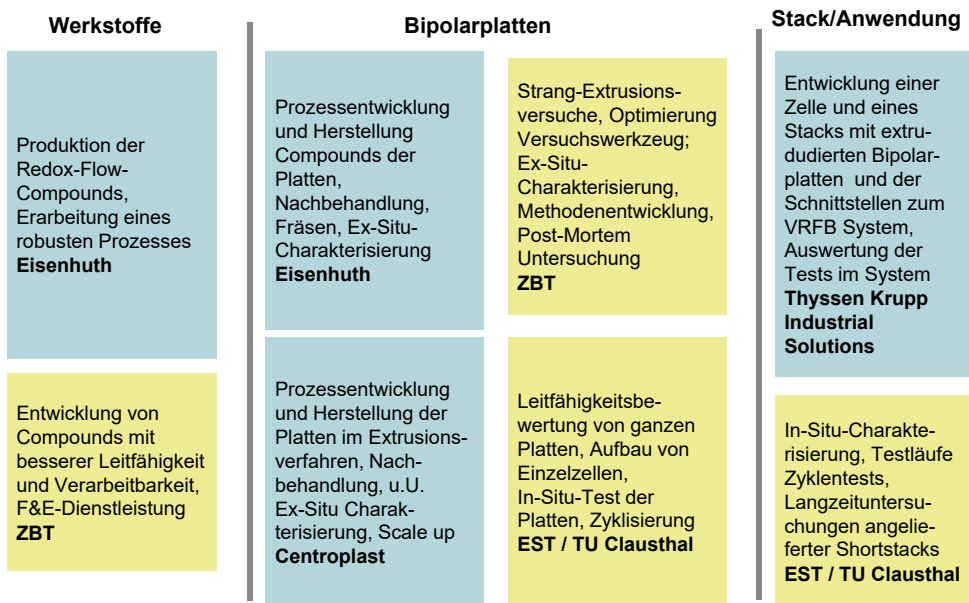 Werkstoffe
Produktion der
Redox-Flow-
Compounds,
Erarbeitung eines
robusten Prozesses
Eisenhuth
Entwicklung von
Compounds mit
besserer Leitfähigkeit
und Verarbeitbarkeit,
F&E-Dienstleistung
ZBT
Bipolarplatten
Prozessentwicklung
und Herstellung
Compounds der
Platten,
Nachbehandlung,
Fräsen, Ex-Situ-
Charakterisierung
Eisenhuth
Strang-Extrusions-
versuche, Optimierung
Versuchswerkzeug;
Ex-Situ-
Charakterisierung,
Methodenentwicklung,
Post-Mortem
Untersuchung
ZBT
Prozessentwicklung
und Herstellung der
Platten im Extrusions-
verfahren, Nach-
behandlung, u.U.
Ex-Situ Charak-
terisierung, Scale up
Centroplast
Leitfähigkeitsbe-
wertung von ganzen
Platten, Aufbau von
Einzelzellen,
In-Situ-Test der
Platten, Zyklisierung
EST / TU Clausthal
Stack/Anwendung
Entwicklung einer
Zelle und eines
Stacks mit extru-
dudierten Bipolar-
platten und der
Schnittstellen zum
VRFB System,
Auswertung der
Tests im System
Thyssen Krupp
Industrial
Solutions
In-Situ-Charakte-
risierung, Testläufe
Zyklentests,
Langzeituntersu-
chungen angelie-
ferter Shortstacks
EST / TU Clausthal